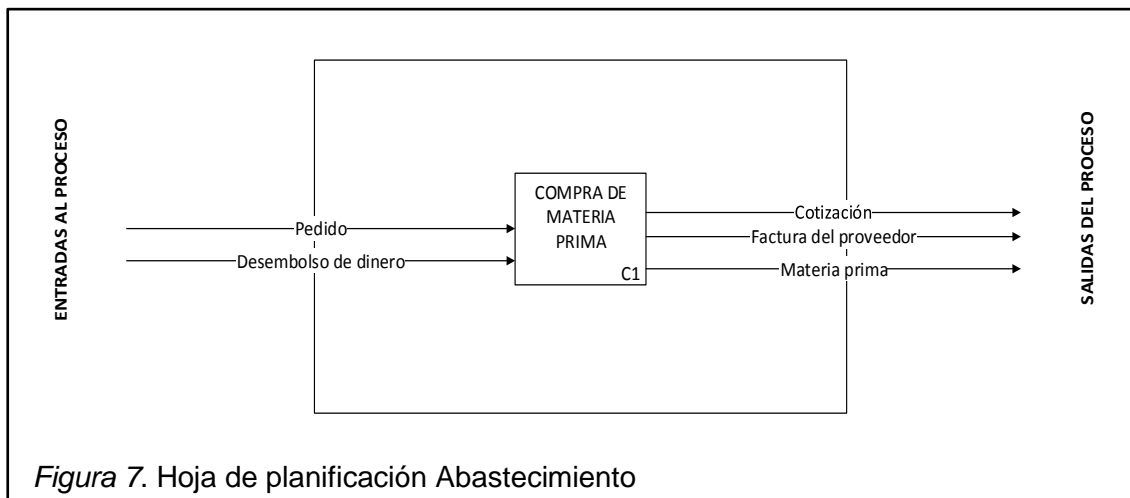 ENTRADAS AL PROCESO
Pedido
Desembolso de dinero
COMPRA DE
MATERIA
PRIMA
C1
Cotización
Factura del proveedor
Materia prima
SALIDAS DEL PROCESO
Figura 7. Hoja de planificación Abastecimiento